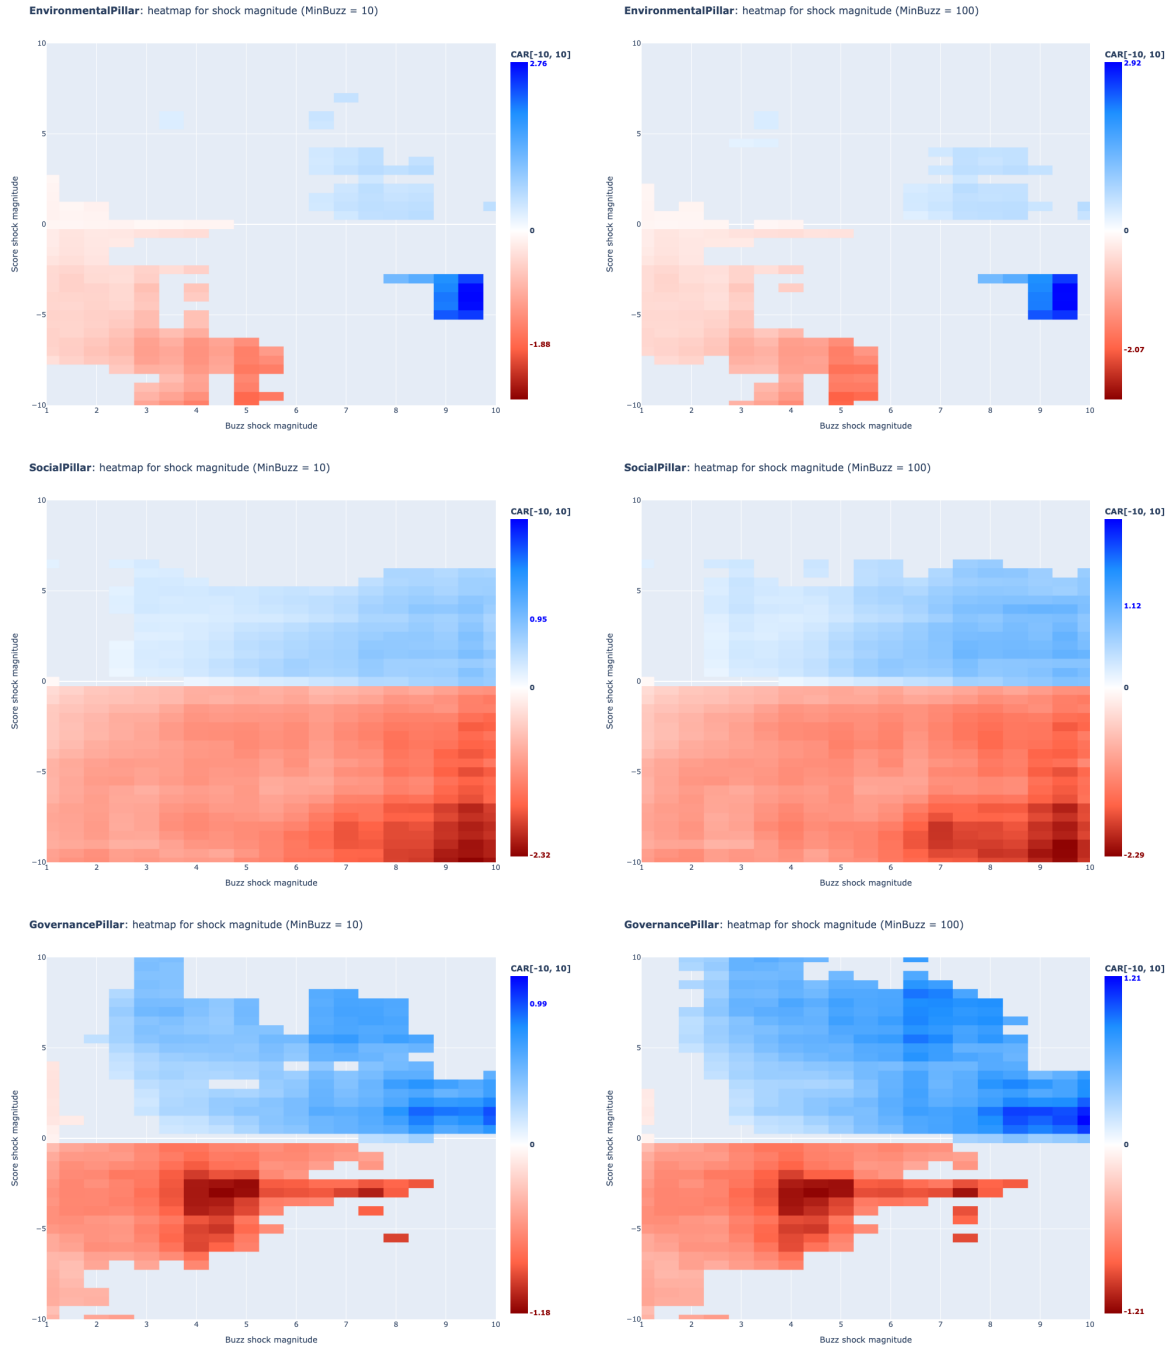 EnvironmentalPillar: heatmap for shock magnitude (MinBuzz = 10)
CAR[-10, 10]
2.76
0
-1.88
10
5
0
−5
−10
Score shock magnitude
1 2 3 4 5 6 7 8 9 10
Buzz shock magnitude
EnvironmentalPillar: heatmap for shock magnitude (MinBuzz = 100)
CAR[-10, 10]
2.92
0
-2.07
10
5
0
−5
−10
Score shock magnitude
1 2 3 4 5 6 7 8 9 10
Buzz shock magnitude
SocialPillar: heatmap for shock magnitude (MinBuzz = 10)
CAR[-10, 10]
0.95
0
-2.32
10
5
0
−5
−10
Score shock magnitude
1 2 3 4 5 6 7 8 9 10
Buzz shock magnitude
SocialPillar: heatmap for shock magnitude (MinBuzz = 100)
CAR[-10, 10]
1.12
0
-2.29
10
5
0
−5
−10
Score shock magnitude
1 2 3 4 5 6 7 8 9 10
Buzz shock magnitude
GovernancePillar: heatmap for shock magnitude (MinBuzz = 10)
CAR[-10, 10]
0.99
0
-1.18
10
5
0
−5
−10
Score shock magnitude
1 2 3 4 5 6 7 8 9 10
Buzz shock magnitude
GovernancePillar: heatmap for shock magnitude (MinBuzz = 100)
CAR[-10, 10]
1.21
0
-1.21
10
5
0
−5
−10
Score shock magnitude
1 2 3 4 5 6 7 8 9 10
Buzz shock magnitude